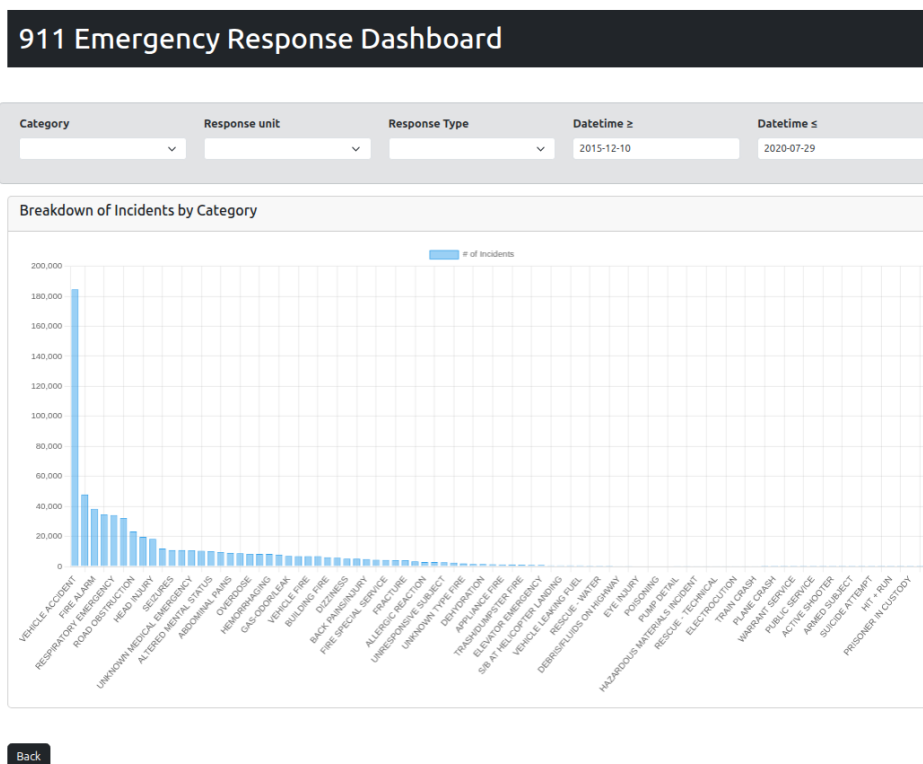 911 Emergency Response Dashboard
Category
Response unit
Response Type
Datetime ≥
Datetime ≤
2015-12-10
2020-07-29
Breakdown of Incidents by Category
# of Incidents
200,000
180,000
160,000
140,000
120,000
100,000
80,000
60,000
40,000
20,000
0
VEHICLE ACCIDENT
FIRE ALARM
RESPIRATORY EMERGENCY
ROAD OBSTRUCTION
HEAD INJURY
SEIZURES
UNKNOWN MEDICAL EMERGENCY
ALTERED MENTAL STATUS
ABDOMINAL PAINS
OVERDOSE
HEMORRHAGING
GAS-ODOR/LEAK
VEHICLE FIRE
BUILDING FIRE
DIZZINESS
BACK PAINS/INJURY
FIRE SPECIAL SERVICE
FRACTURE
ALLERGIC REACTION
UNRESPONSIVE SUBJECT
UNKNOWN TYPE FIRE
DEHYDRATION
APPLIANCE FIRE
TRASH/DUMPSTER FIRE
ELEVATOR EMERGENCY
S/B AT HELICOPTER LANDING
VEHICLE LEAKING FUEL
RESCUE - WATER
DEBRIS/FLUIDS ON HIGHWAY
EYE INJURY
POISONING
PUMP DETAIL
HAZARDOUS MATERIALS INCIDENT
RESCUE - TECHNICAL
ELECTROCUTION
TRAIN CRASH
PLANE CRASH
WARRANT SERVICE
PUBLIC SERVICE
ACTIVE SHOOTER
ARMED SUBJECT
SUICIDE ATTEMPT
HIT + RUN
PRISONER IN CUSTODY
Back